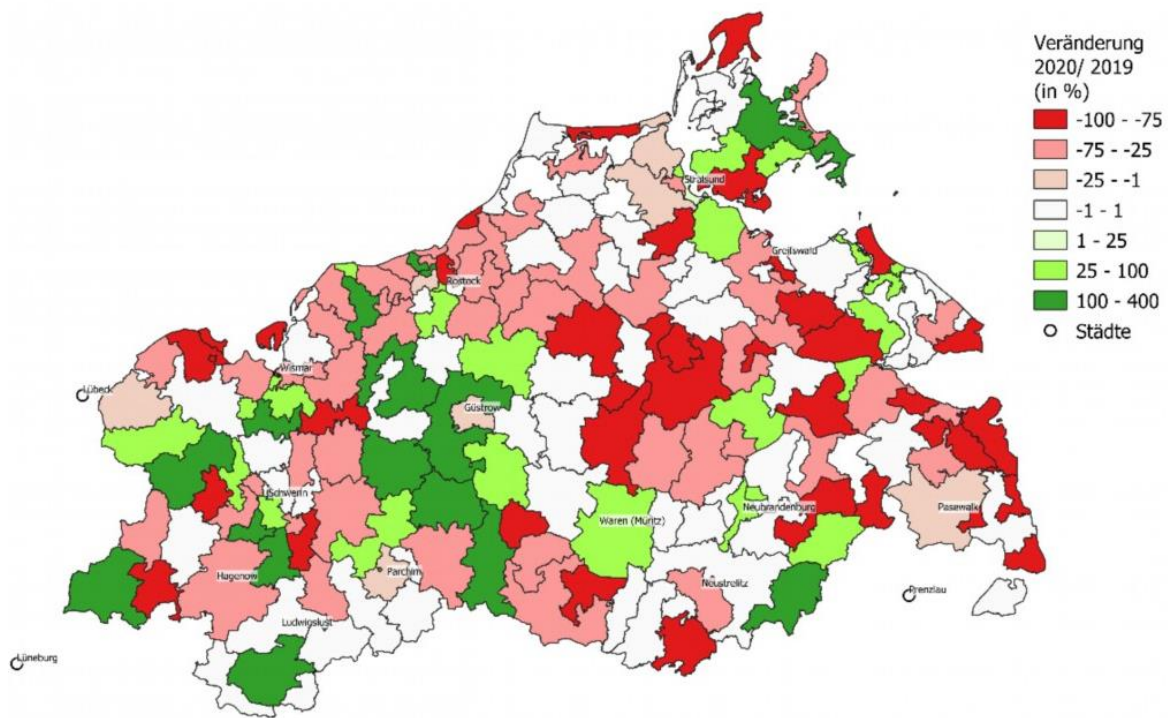 Veränderung
2020/ 2019
(in %)
-100 - -75
-75 - -25
-25 - -1
-1 - 1
1 - 25
25 - 100
100 - 400
Städte
Stralsund
Greifswald
Rostock
Wismar
Lübeck
Güstrow
Schwerin
Waren (Müritz)
Neubrandenburg
Pasewalk
Hagenow
Parchim
Neustrelitz
Prenzlau
Ludwigslust
Lüneburg